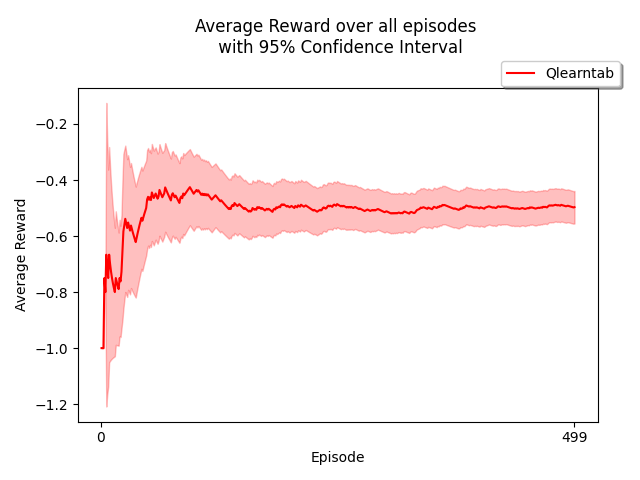 Average Reward over all episodes
with 95% Confidence Interval
Qlearntab
−0.2
−0.4
−0.6
−0.8
−1.0
−1.2
Average Reward
0
499
Episode